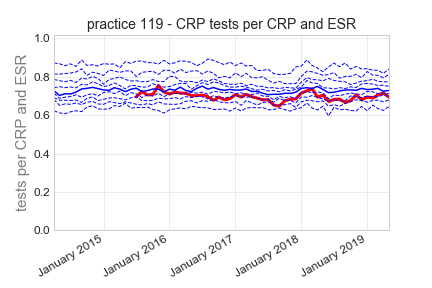 practice 119 - CRP tests per CRP and ESR
tests per CRP and ESR
1.0
0.8
0.6
0.4
0.2
0.0
January 2015
January 2016
January 2017
January 2018
January 2019